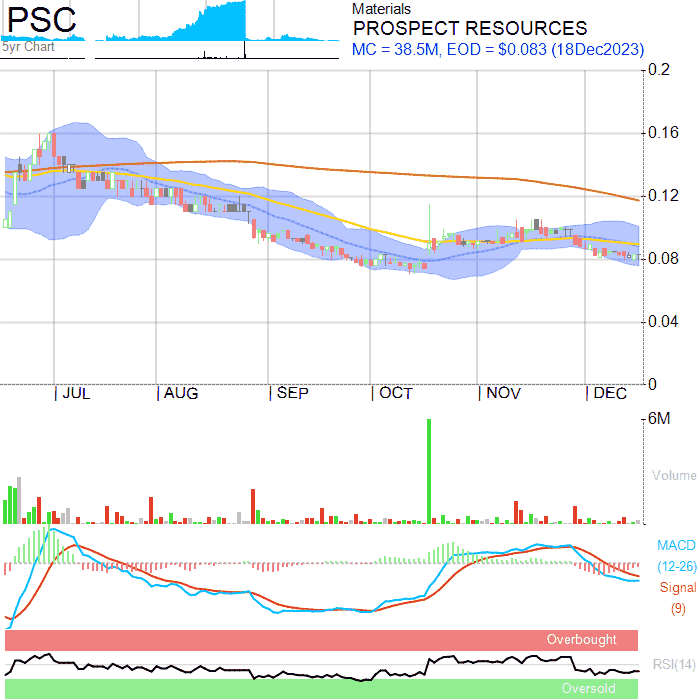 PSC
5yr Chart
Materials
PROSPECT RESOURCES
MC = 38.5M, EOD = $0.083 (18Dec2023)
0.2
0.16
0.12
0.08
0.04
0
JUL AUG SEP OCT NOV DEC
6M
Volume
MACD
(12-26)
Signal
(9)
Overbought
RSI(14)
Oversold